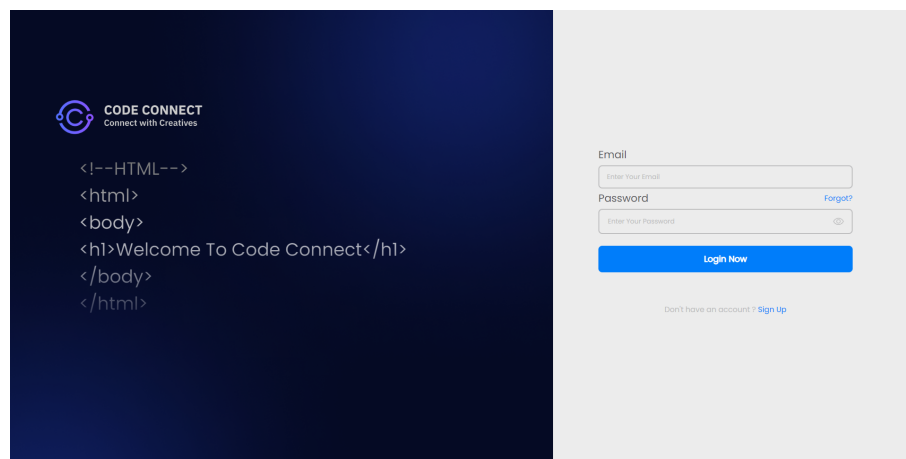 CODE CONNECT
Connect with Creatives
<!--HTML-->
<html>
<body>
<h1>Welcome To Code Connect</h1>
</body>
</html>
Email
Enter Your Email
Password Forgot?
Enter Your Password
Login Now
Don't have an account ? Sign Up